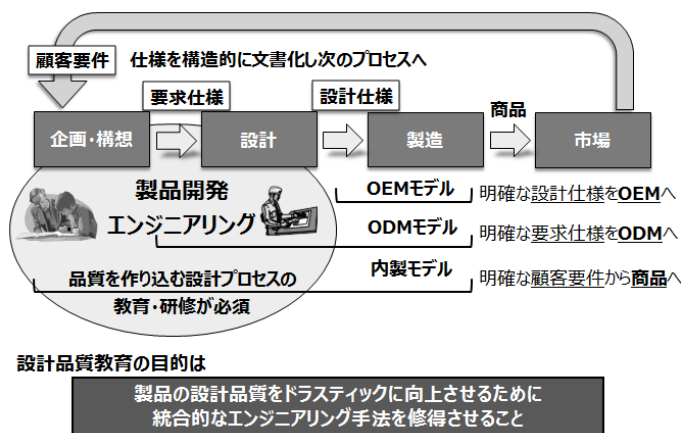 顧客要件 仕様を構造的に文書化し次のプロセスへ
要求仕様 設計仕様 商品
企画・構想 設計 製造 市場
製品開発
エンジニアリング
OEMモデル 明確な設計仕様をOEMへ
ODMモデル 明確な要求仕様をODMへ
内製モデル 明確な顧客要件から商品へ
品質を作り込む設計プロセスの
教育・研修が必須
設計品質教育の目的は
製品の設計品質をドラスティックに向上させるために
統合的なエンジニアリング手法を修得させること